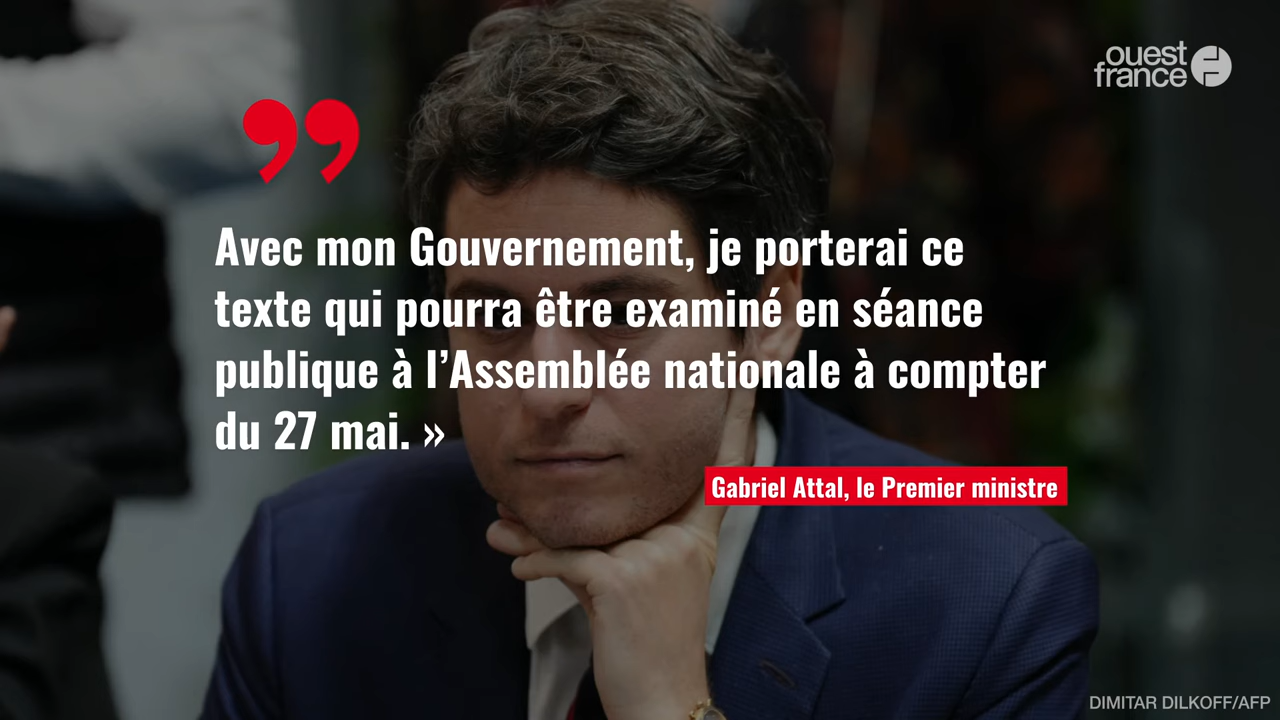 ouest
france
Avec mon Gouvernement, je porterai ce
texte qui pourra être examiné en séance
publique à l’Assemblée nationale à compter
du 27 mai. »
Gabriel Attal, le Premier ministre
DIMITAR DILKOFF/AFP